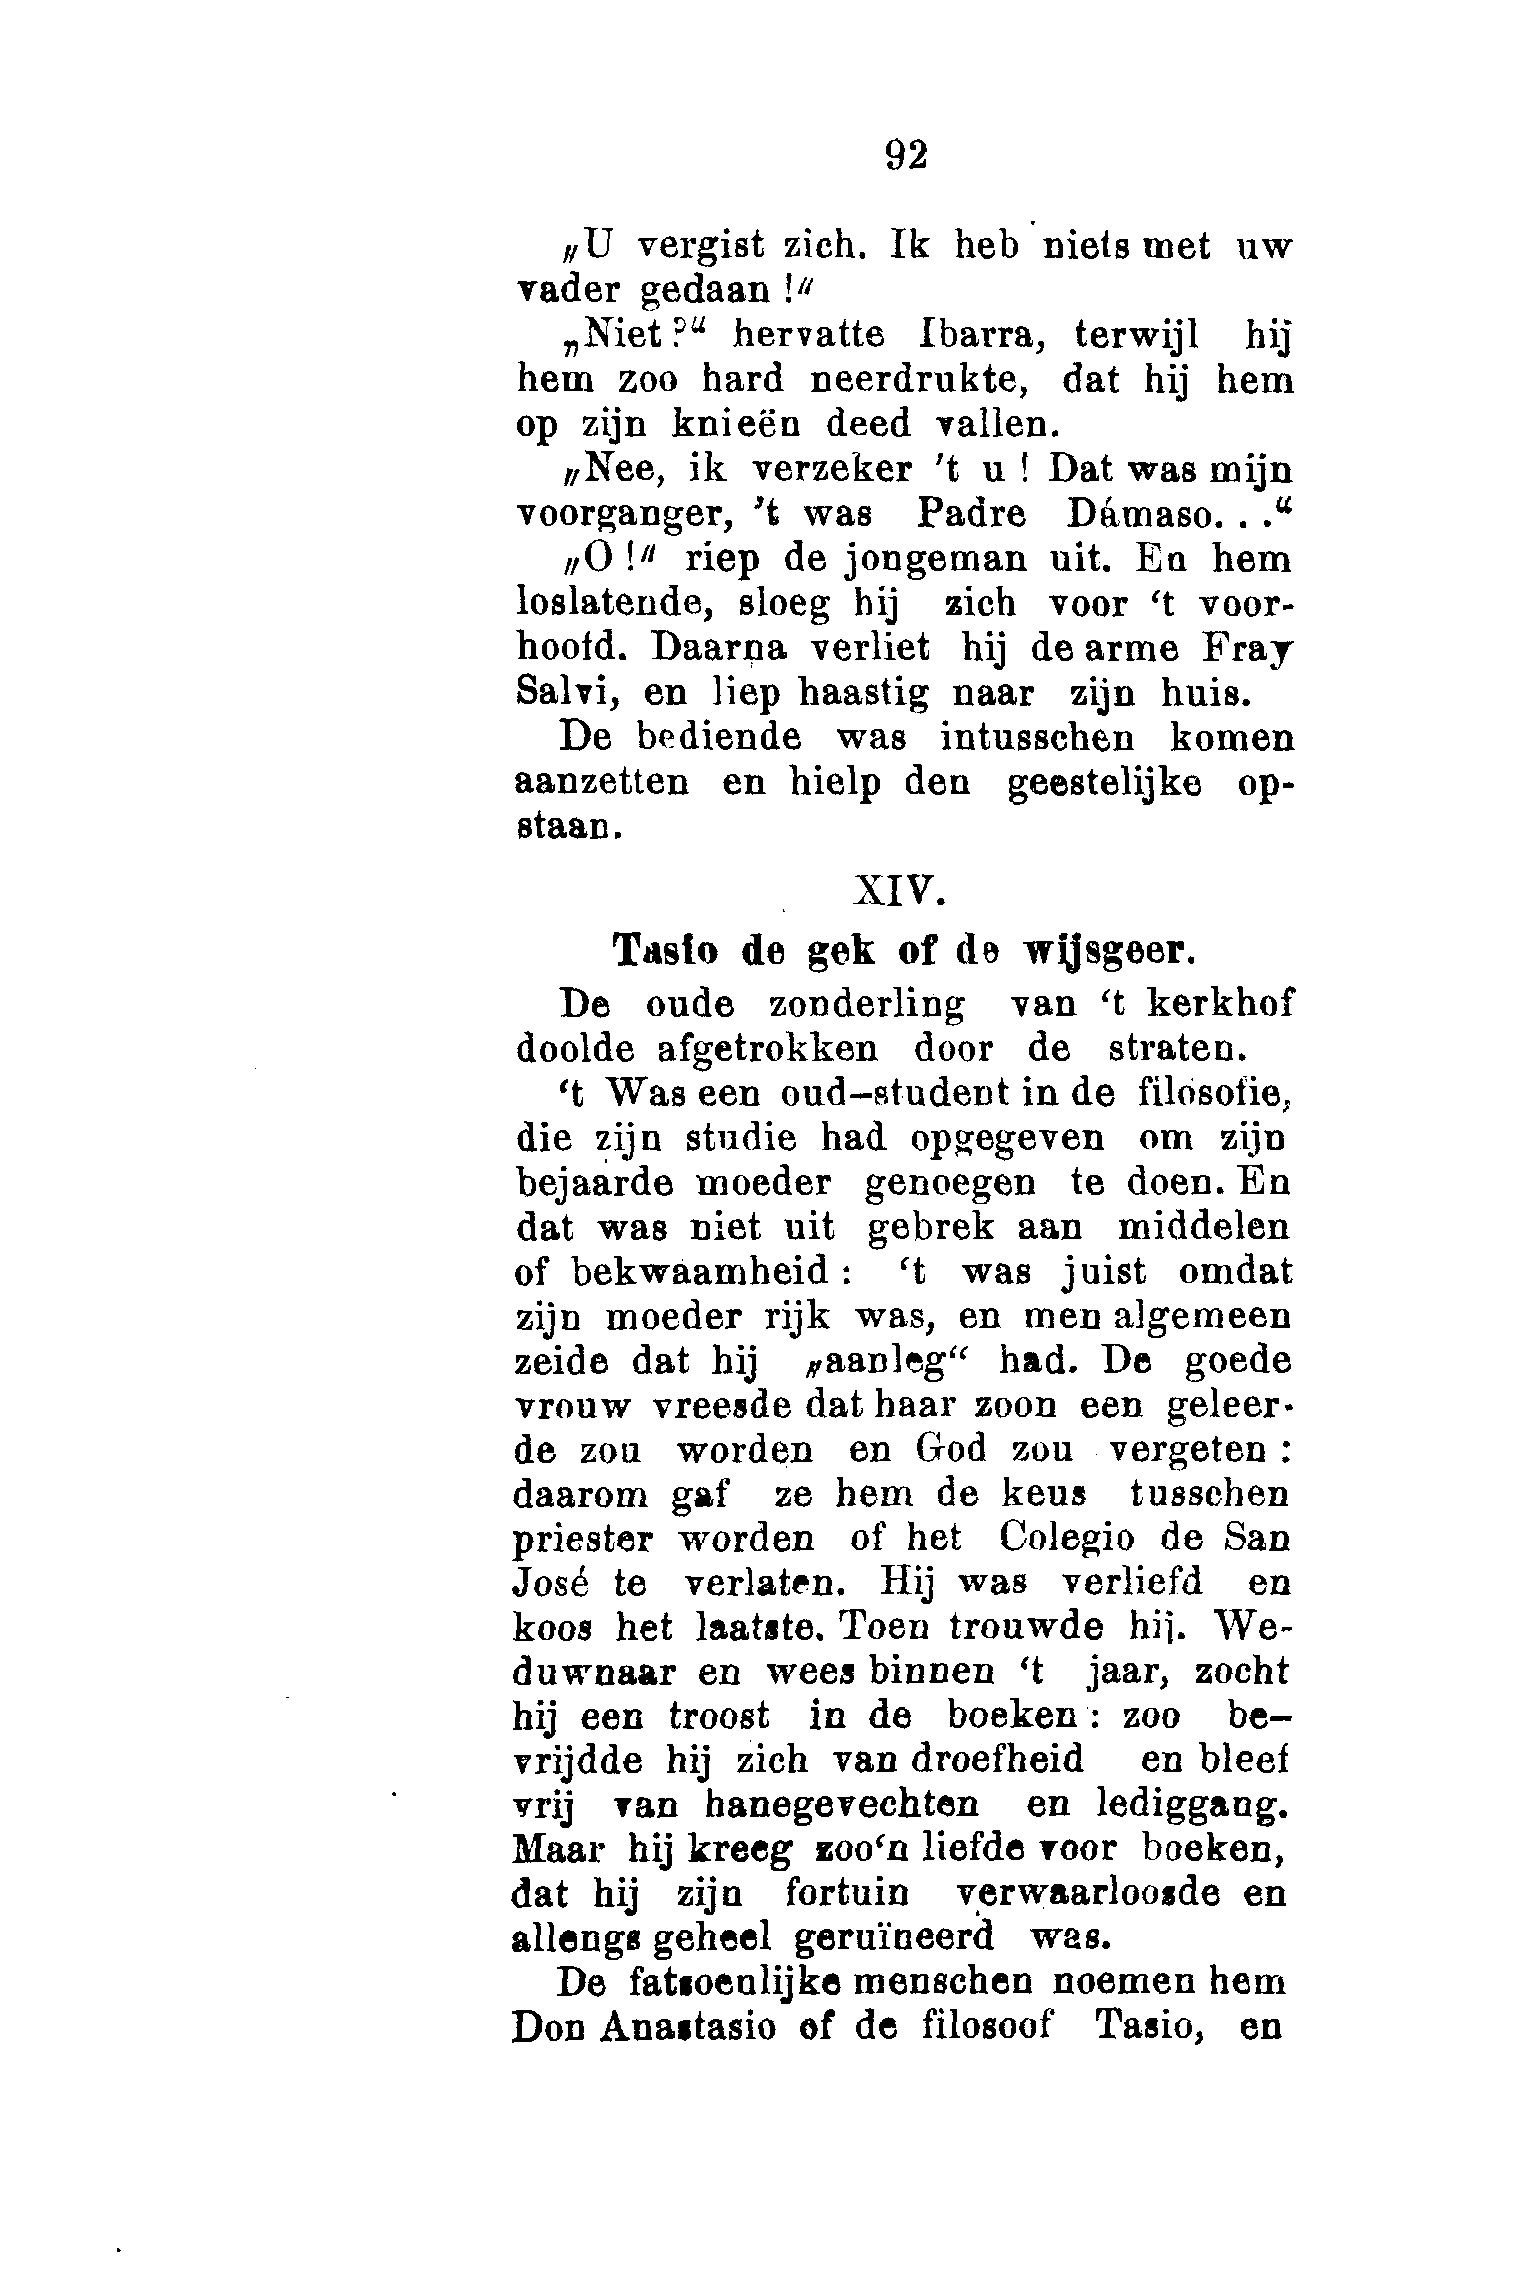 92
„U vergist zich. Ik heb niets met uw
vader gedaan !“
„Niet ?“ hervatte Ibarra, terwijl hij
hem zoo hard neerdrukte, dat hij hem
op zijn knieën deed vallen.
„Nee, ik verzeker 't u ! Dat was mijn
voorganger, 't was Padre Dámaso. . .“
„O !“ riep de jongeman uit. En hem
loslatende, sloeg hij zich voor ‘t voor-
hoofd. Daarna verliet hij de arme Fray
Salvi, en liep haastig naar zijn huis.
De bediende was intusschen komen
aanzetten en hielp den geestelijke op-
staan.
XIV.
Tasio de gek of de wijsgeer.
De oude zonderling van ‘t kerkhof
doolde afgetrokken door de straten.
‘t Was een oud–student in de filosofie,
die zijn studie had opgegeven om zijn
bejaarde moeder genoegen te doen. En
dat was niet uit gebrek aan middelen
of bekwaamheid : ‘t was juist omdat
zijn moeder rijk was, en men algemeen
zeide dat hij „aanleg“ had. De goede
vrouw vreesde dat haar zoon een geleer-
de zou worden en God zou vergeten :
daarom gaf ze hem de keus tusschen
priester worden of het Colegio de San
José te verlaten. Hij was verliefd en
koos het laatste. Toen trouwde hij. We-
duwnaar en wees binnen ‘t jaar, zocht
hij een troost in de boeken : zoo be–
vrijdde hij zich van droefheid en bleef
vrij van hanegevechten en lediggang.
Maar hij kreeg zoo‘n liefde voor boeken,
dat hij zijn fortuin verwaarloosde en
allengs geheel geruïneerd was.
De fatsoenlijke menschen noemen hem
Don Anastasio of de filosoof Tasio, en